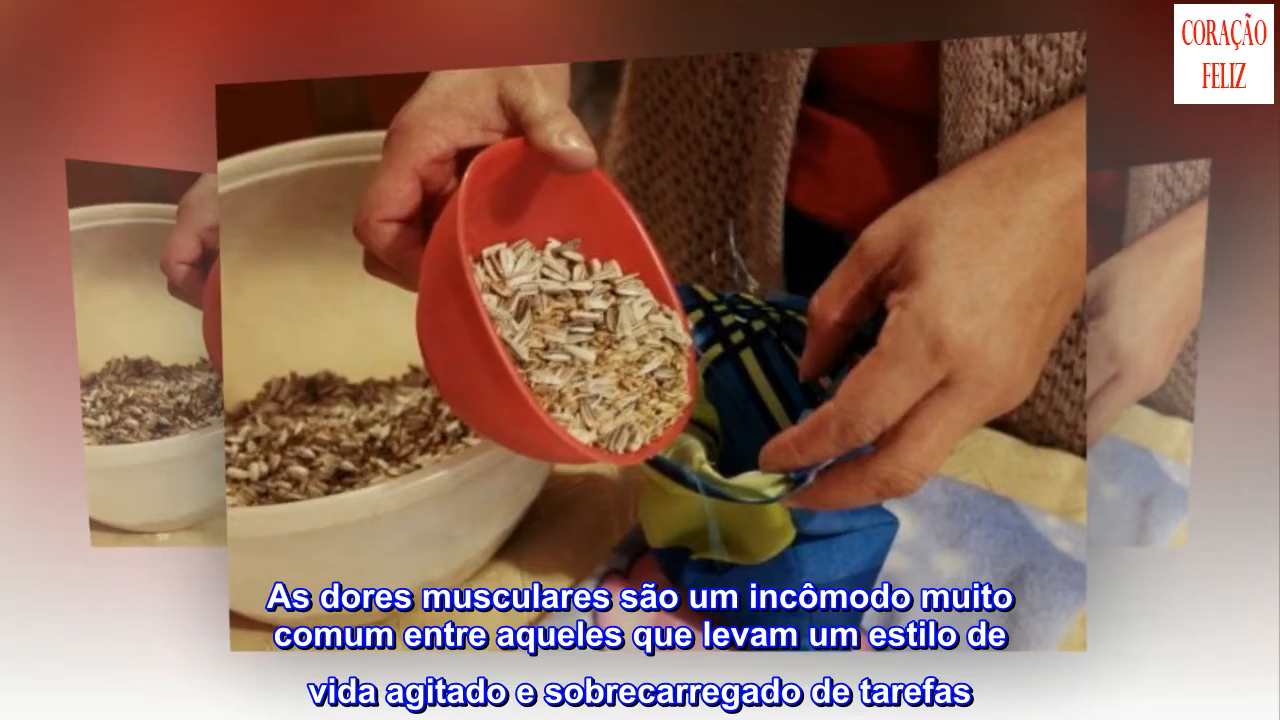 CORAÇÃO
FELIZ
As dores musculares são um incômodo muito
comum entre aqueles que levam um estilo de
vida agitado e sobrecarregado de tarefas